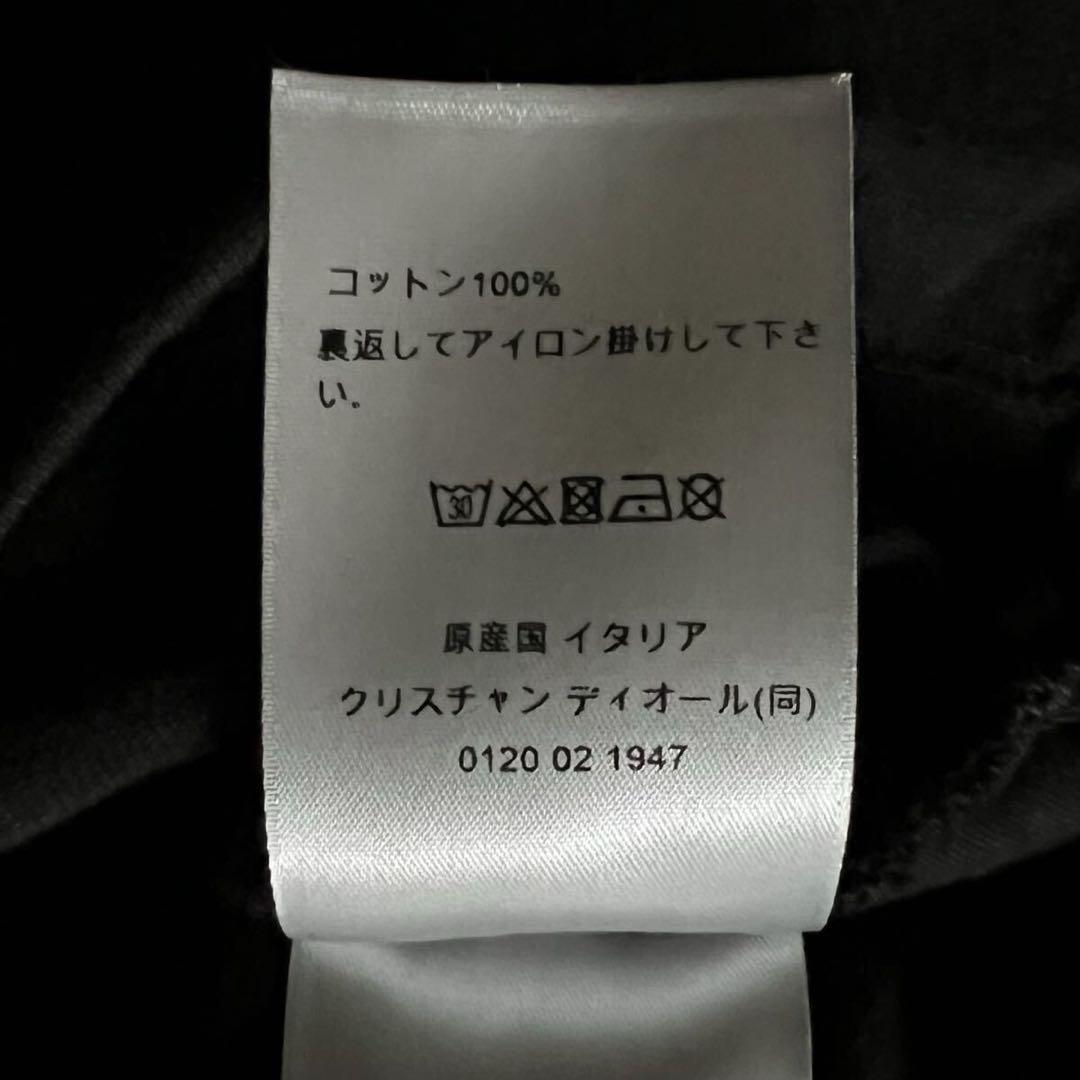 コットン100%
裏返してアイロン掛けして下さ
い。
30
原産国 イタリア
クリスチャン ディオール(同)
0120 02 1947